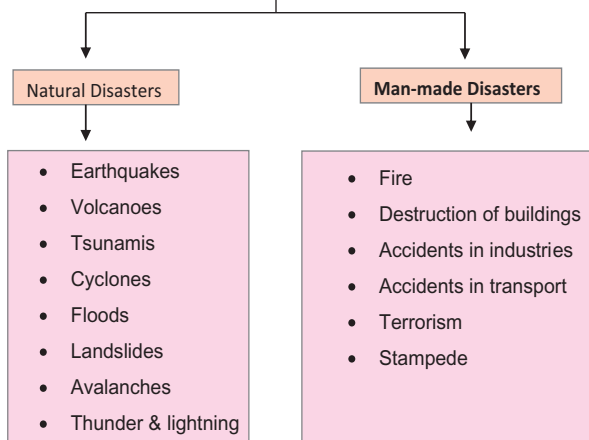 Natural Disasters
Man-made Disasters
• Earthquakes
• Volcanoes
• Tsunamis
• Cyclones
• Floods
• Landslides
• Avalanches
• Thunder & lightning
• Fire
• Destruction of buildings
• Accidents in industries
• Accidents in transport
• Terrorism
• Stampede